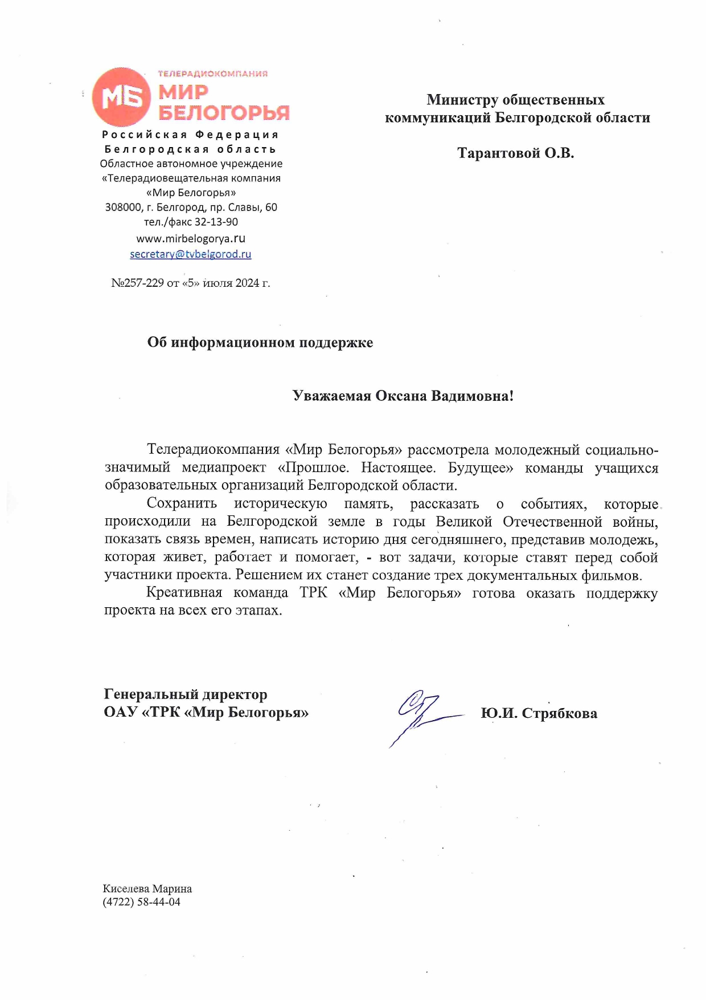 ТЕЛЕРАДИОКОМПАНИЯ
МБ МИР
БЕЛОГОРЬЯ
Российская Федерация
Белгородская область
Областное автономное учреждение
«Телерадиовещательная компания
«Мир Белогорья»
308000, г. Белгород, пр. Славы, 60
тел./факс 32-13-90
www.mirbelogorya.ru
secretary@tvbelgorod.ru
№257-229 от «5» июля 2024 г.
Министру общественных
коммуникаций Белгородской области
Тарантовой О.В.
Об информационном поддержке
Уважаемая Оксана Вадимовна!
Телерадиокомпания «Мир Белогорья» рассмотрела молодежный социально-
значимый медиапроект «Прошлое. Настоящее. Будущее» команды учащихся
образовательных организаций Белгородской области.
Сохранить историческую память, рассказать о событиях, которые
происходили на Белгородской земле в годы Великой Отечественной войны,
показать связь времен, написать историю дня сегодняшнего, представив молодежь,
которая живет, работает и помогает, - вот задачи, которые ставят перед собой
участники проекта. Решением их станет создание трех документальных фильмов.
Креативная команда ТРК «Мир Белогорья» готова оказать поддержку
проекта на всех его этапах.
Генеральный директор
ОАУ «ТРК «Мир Белогорья»
Ю.И. Стрябкова
Киселева Марина
(4722) 58-44-04